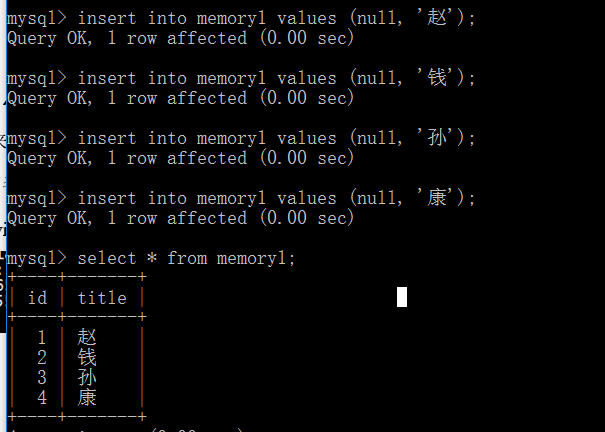 mysql> insert into memory1 values (null, '赵');
Query OK, 1 row affected (0.00 sec)
mysql> insert into memory1 values (null, '钱');
Query OK, 1 row affected (0.00 sec)
mysql> insert into memory1 values (null, '孙');
Query OK, 1 row affected (0.00 sec)
mysql> insert into memory1 values (null, '康');
Query OK, 1 row affected (0.00 sec)
mysql> select * from memory1;
+----+-------+
| id | title |
+----+-------+
| 1 | 赵 |
| 2 | 钱 |
| 3 | 孙 |
| 4 | 康 |
+----+-------+